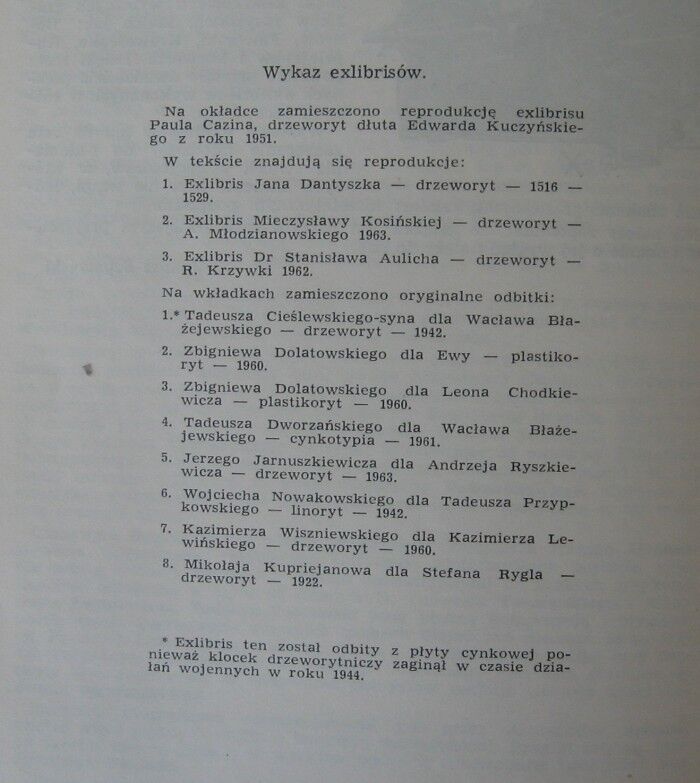 Wykaz exlibrisów.
Na okładce zamieszczono reprodukcję exlibrisu
Paula Cazina, drzeworyt dłuta Edwarda Kuczyńskie-
go z roku 1951.
W tekście znajdują się reprodukcje:
1. Exlibris Jana Dantyszka — drzeworyt — 1516 —
1529.
2. Exlibris Mieczysławy Kosińskiej — drzeworyt —
A. Młodzianowskiego 1963.
3. Exlibris Dr Stanisława Aulicha — drzeworyt —
R. Krzywki 1962.
Na wkładkach zamieszczono oryginalne odbitki:
1.* Tadeusza Cieślewskiego-syna dla Wacława Bła-
żejewskiego — drzeworyt — 1942.
2. Zbigniewa Dolatowskiego dla Ewy — plastiko-
ryt — 1960.
3. Zbigniewa Dolatowskiego dla Leona Chodkie-
wicza — plastikoryt — 1960.
4. Tadeusza Dworzańskiego dla Wacława Błaże-
jewskiego — cynkotypia — 1961.
5. Jerzego Jarnuszkiewicza dla Andrzeja Ryszkie-
wicza — drzeworyt — 1963.
6. Wojciecha Nowakowskiego dla Tadeusza Przyp-
kowskiego — linoryt — 1942.
7. Kazimierza Wiszniewskiego dla Kazimierza Le-
wińskiego — drzeworyt — 1960.
8. Mikołaja Kupriejanowa dla Stefana Rygla —
drzeworyt — 1922.
* Exlibris ten został odbity z płyty cynkowej po-
nieważ klocek drzeworytniczy zaginął w czasie dzia-
łań wojennych w roku 1944.